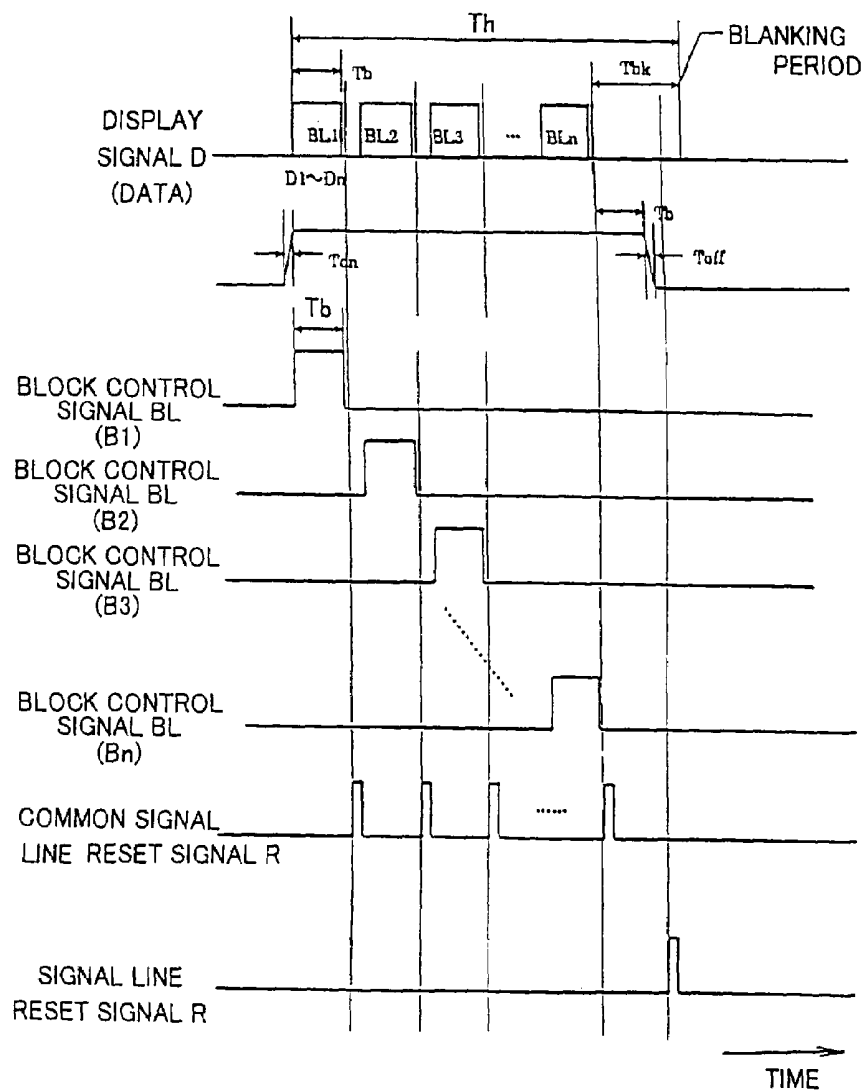 Th
BLANKING
PERIOD
Tb
Tbk
DISPLAY
SIGNAL D
(DATA)
BL1
BL2
BL3
...
BLn
D1~Dn
Tb
Ton
Toff
Tb
BLOCK CONTROL
SIGNAL BL
(B1)
BLOCK CONTROL
SIGNAL BL
(B2)
BLOCK CONTROL
SIGNAL BL
(B3)
BLOCK CONTROL
SIGNAL BL
(Bn)
COMMON SIGNAL
LINE RESET SIGNAL R
......
SIGNAL LINE
RESET SIGNAL R
TIME